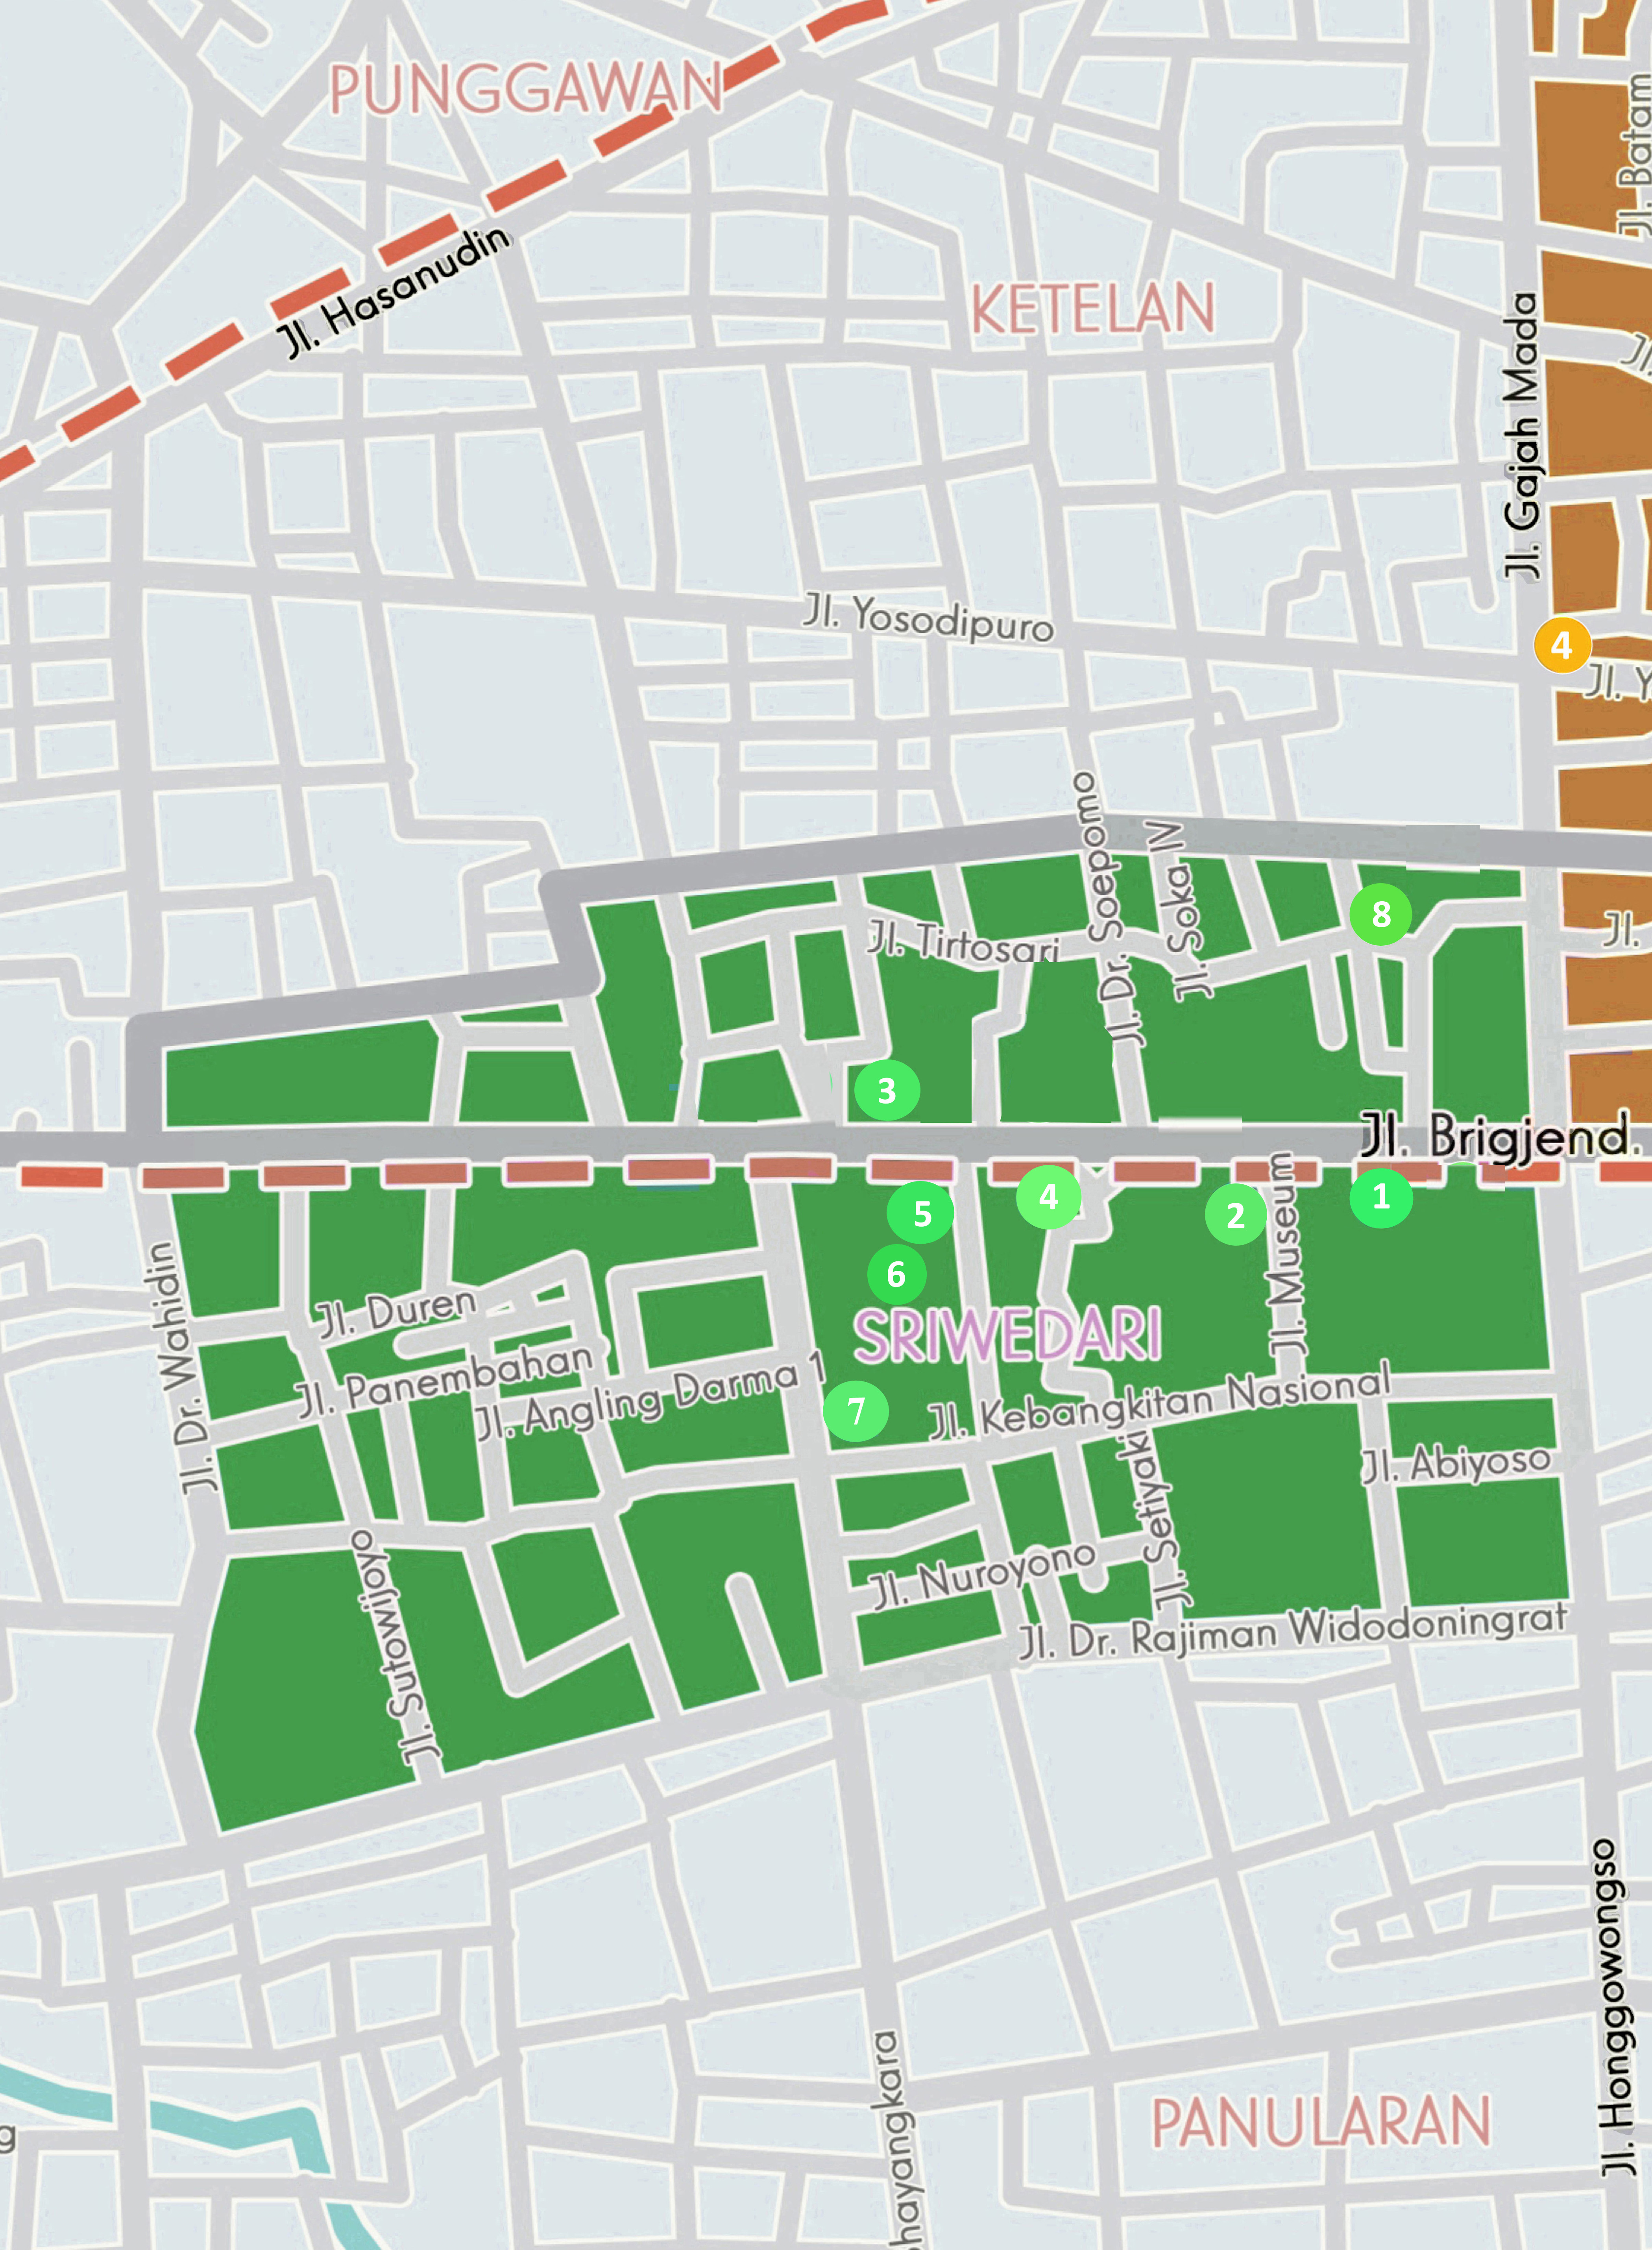 PUNGGAWAN
Jl. Batam
Jl. Hasanudin
KETELAN
Jl. Gajah Mada
Jl.
Jl. Yosodipuro
4
Jl. Y
Jl. Dr. Soepomo
Jl. Soka IV
8
Jl. Tirtosari
Jl.
3
Jl. Brigjend.
5
4
2
1
6
Jl. Museum
Jl. Dr. Wahidin
Jl. Duren
SRIWEDARI
Jl. Panembahan
Jl. Angling Darma 1
7
Jl. Kebangkitan Nasional
Jl. Abiyoso
Jl. Setiyaki
Jl. Nuroyono
Jl. Sutowijoyo
Jl. Dr. Rajiman Widodoningrat
Jl. Honggowongso
hayangkara
PANULARAN
g